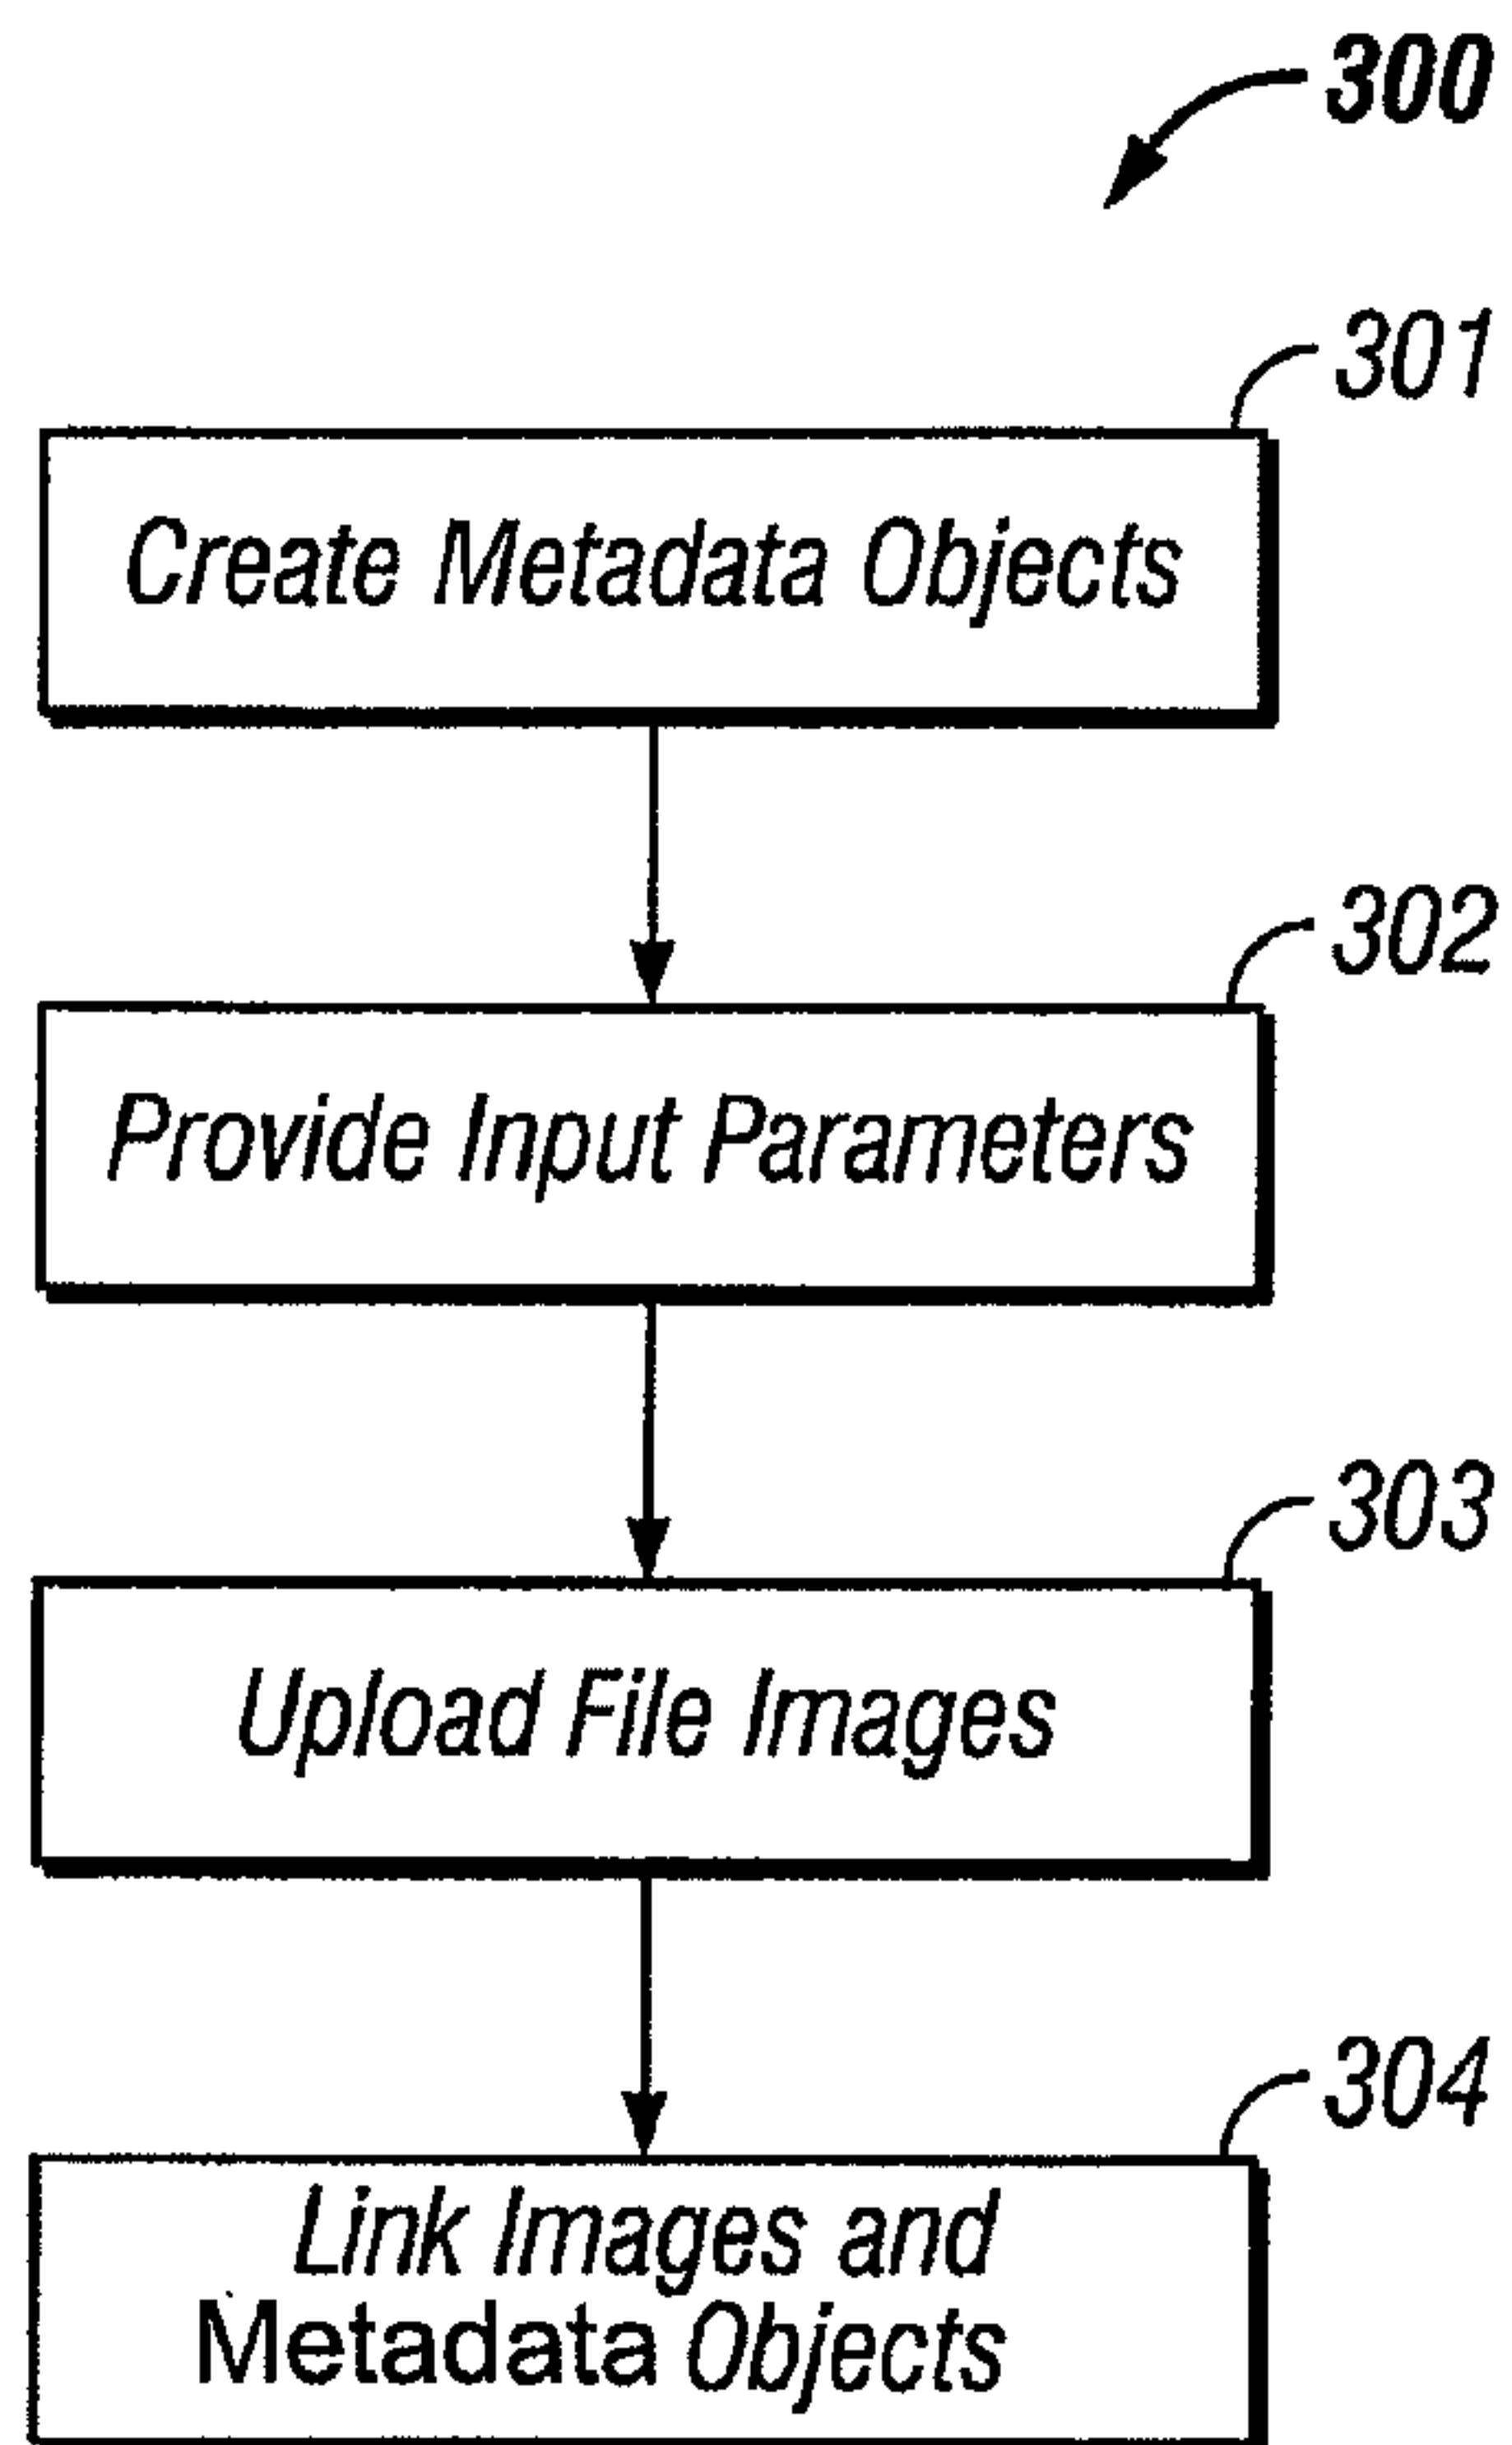 300
301
Create Metadata Objects
302
Provide Input Parameters
303
Upload File Images
304
Link Images and
Metadata Objects